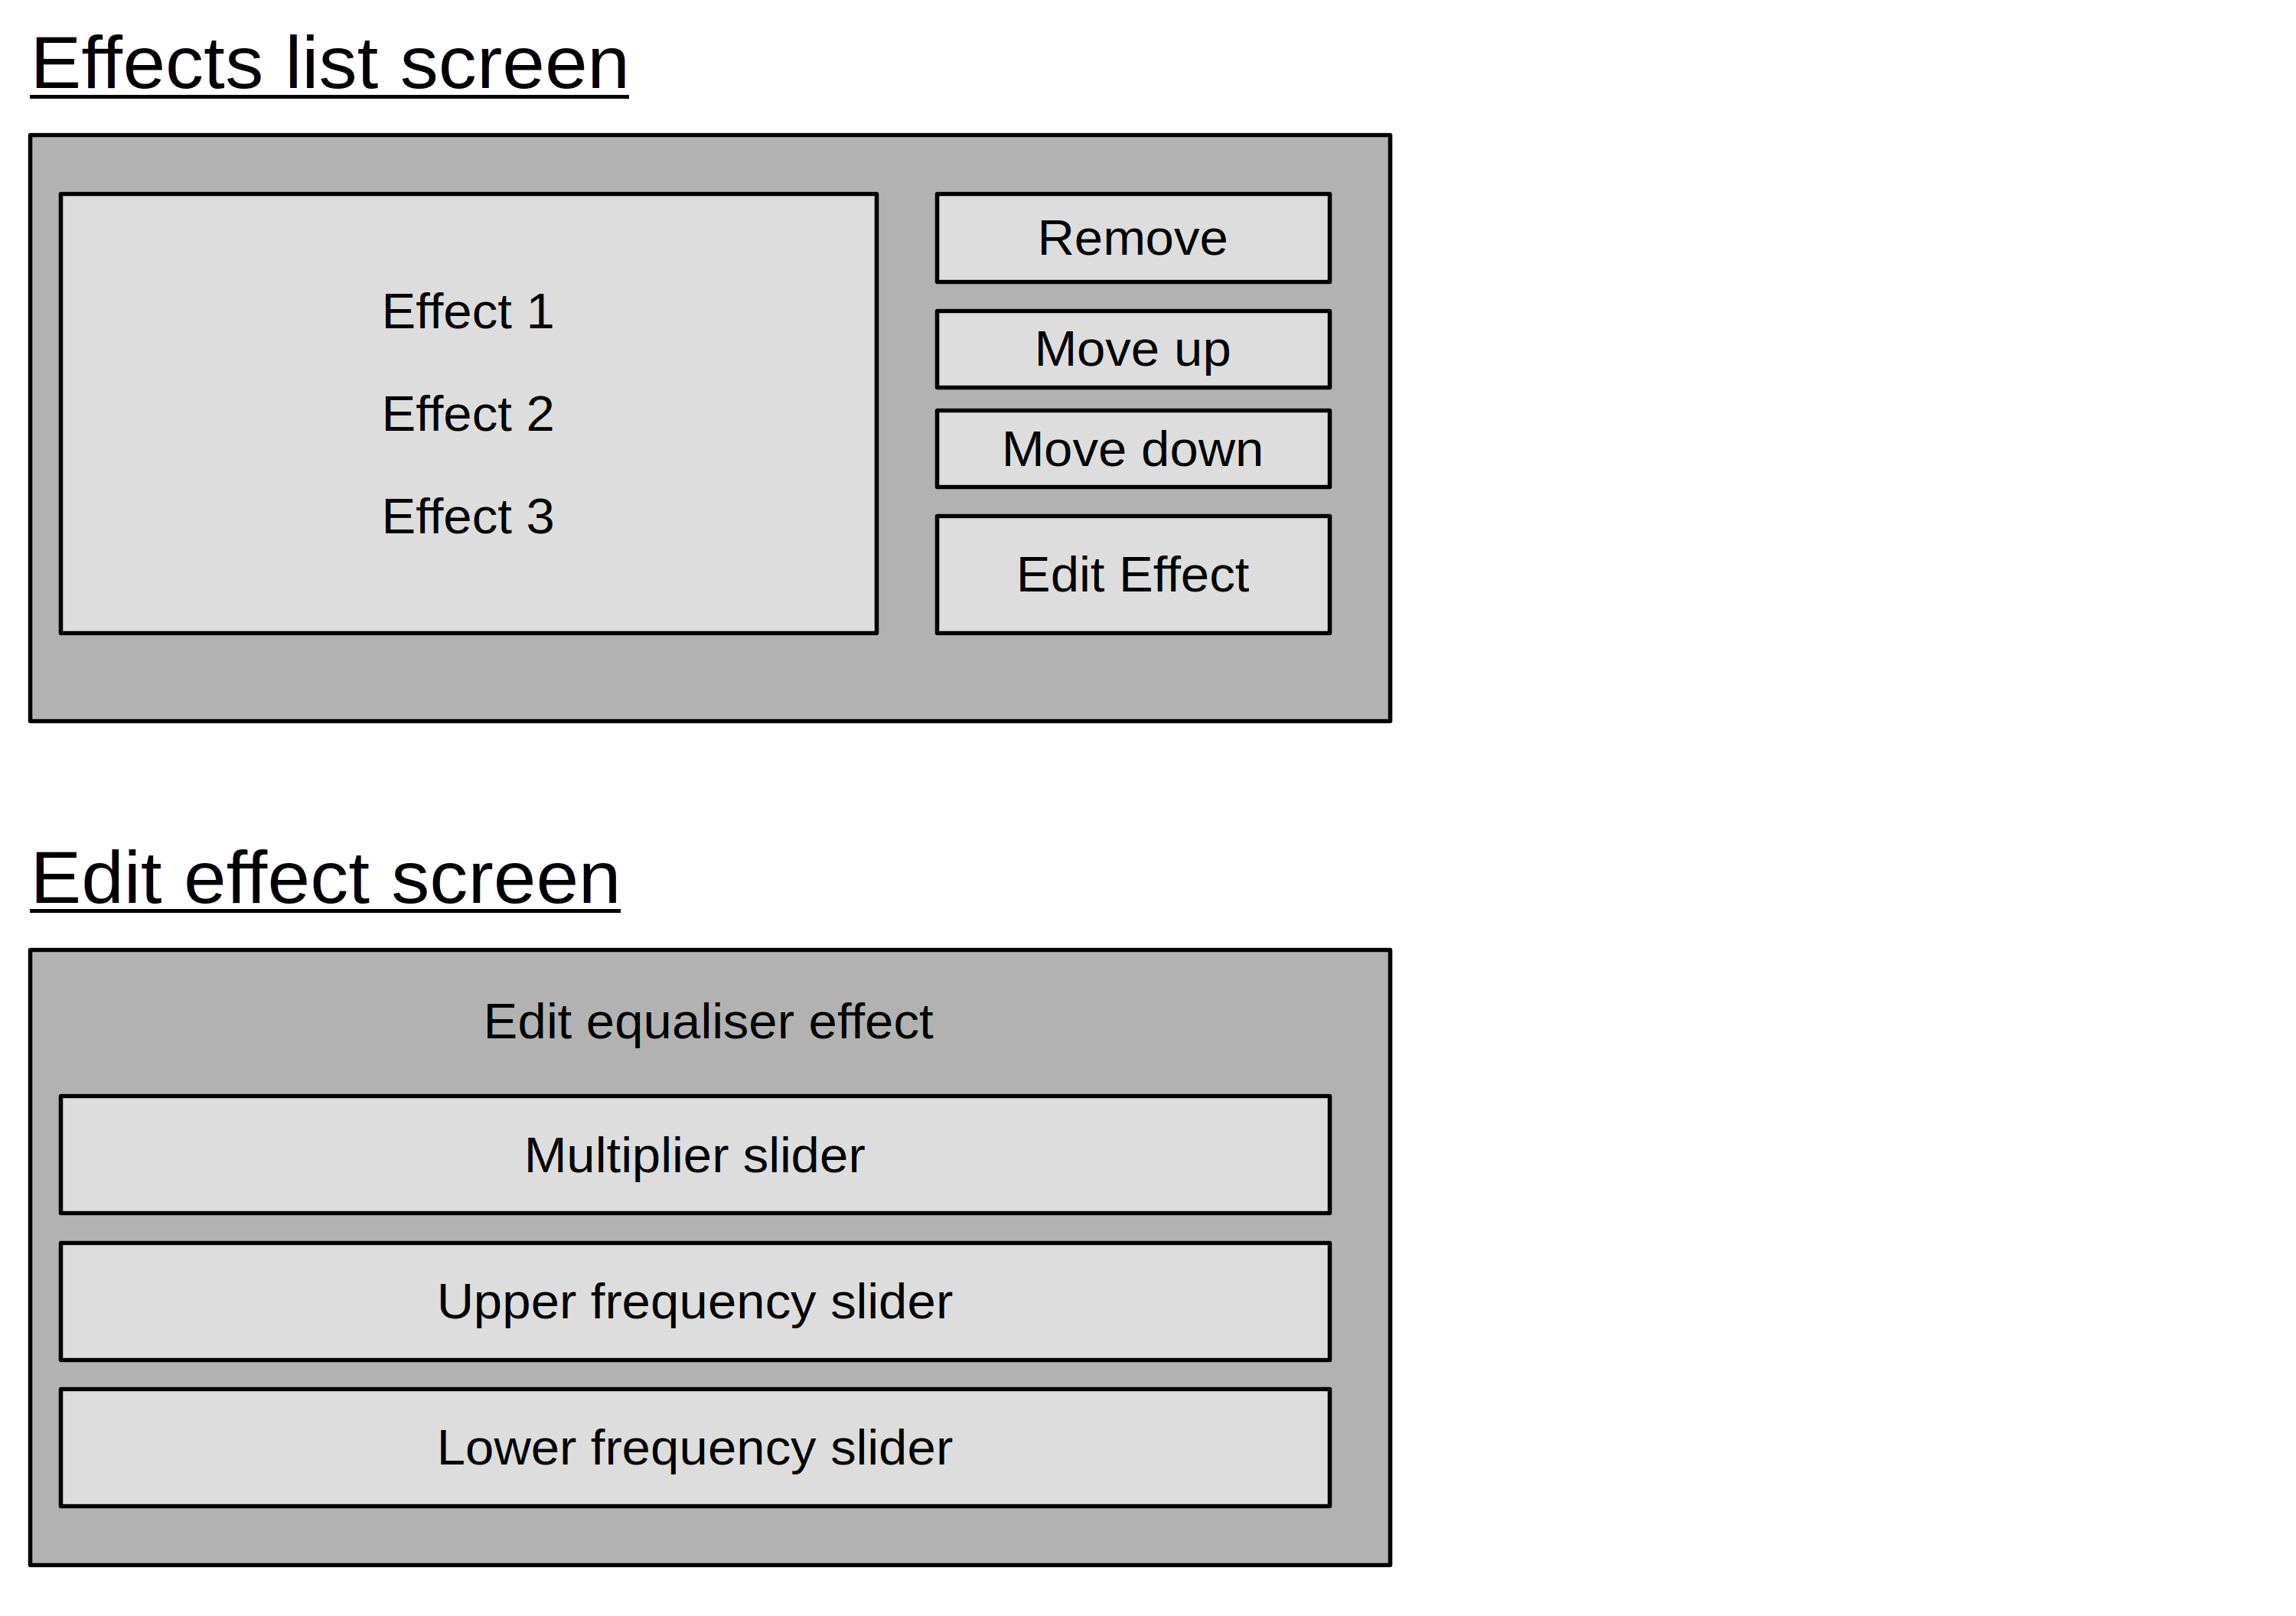 Effects list screen
Effect 1
Effect 2
Effect 3
Remove
Move up
Move down
Edit Effect
Edit effect screen
Edit equaliser effect
Multiplier slider
Upper frequency slider
Lower frequency slider